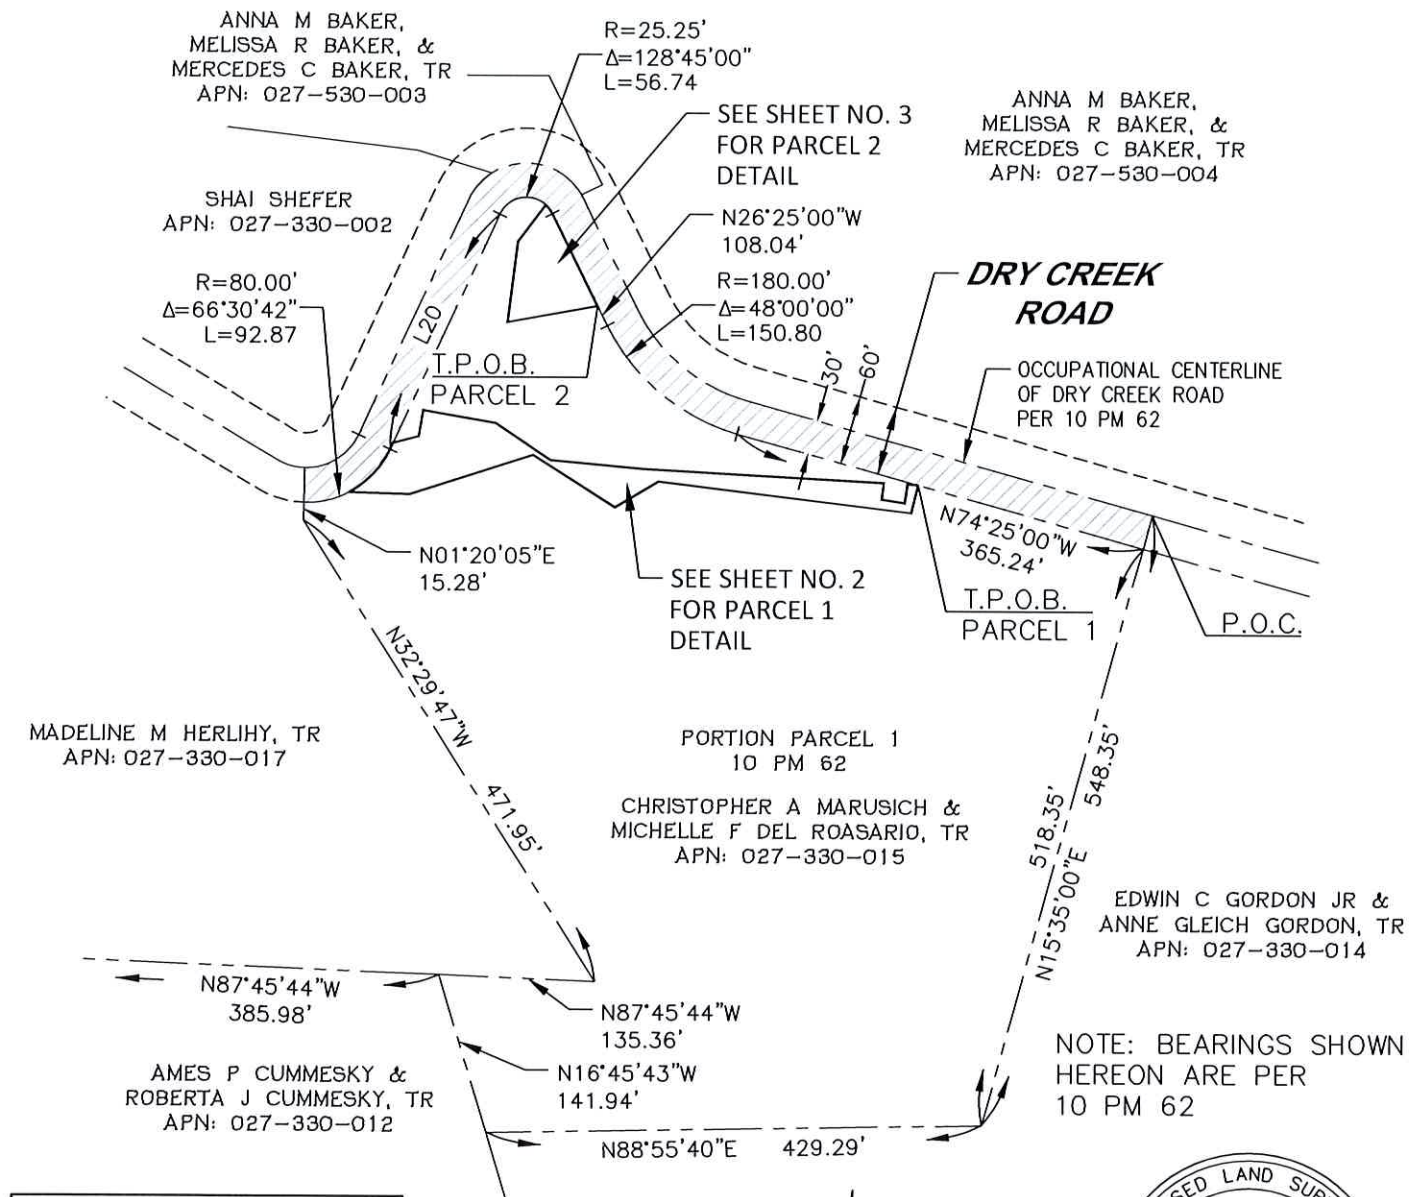 ANNA M BAKER,
MELISSA R BAKER, &
MERCEDES C BAKER, TR
APN: 027-530-003
R=25.25'
Δ=128°45'00"
L=56.74
SEE SHEET NO. 3
FOR PARCEL 2
DETAIL
ANNA M BAKER,
MELISSA R BAKER, &
MERCEDES C BAKER, TR
APN: 027-530-004
SHAI SHEFER
APN: 027-330-002
N26°25'00"W
108.04'
R=80.00'
Δ=66°30'42"
L=92.87
R=180.00'
Δ=48°00'00"
L=150.80
DRY CREEK
ROAD
L20
T.P.O.B.
PARCEL 2
30'
60'
OCCUPATIONAL CENTERLINE
OF DRY CREEK ROAD
PER 10 PM 62
N01°20'05"E
15.28'
SEE SHEET NO. 2
FOR PARCEL 1
DETAIL
N74°25'00"W
365.24'
T.P.O.B.
PARCEL 1
P.O.C.
N32°29'47"W
471.95'
MADELINE M HERLIHY, TR
APN: 027-330-017
PORTION PARCEL 1
10 PM 62
CHRISTOPHER A MARUSICH &
MICHELLE F DEL ROASARIO, TR
APN: 027-330-015
518.35'
548.35'
N15°35'00"E
EDWIN C GORDON JR &
ANNE GLEICH GORDON, TR
APN: 027-330-014
N87°45'44"W
385.98'
N87°45'44"W
135.36'
AMES P CUMMESKY &
ROBERTA J CUMMESKY, TR
APN: 027-330-012
N16°45'43"W
141.94'
N88°55'40"E 429.29'
NOTE: BEARINGS SHOWN
HEREON ARE PER
10 PM 62
SED LAND SUR